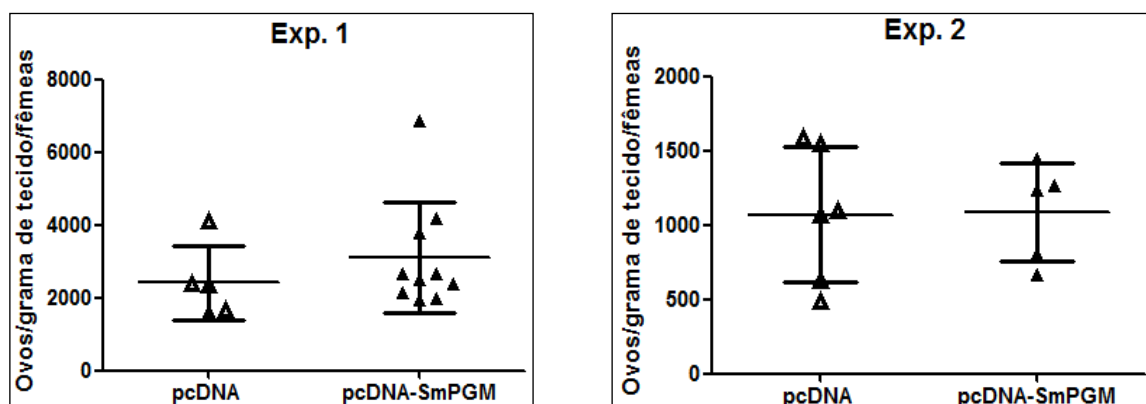 Exp. 1
Ovos/grama de tecido/fêmeas
8000
6000
4000
2000
0
pcDNA
pcDNA-SmPGM
Exp. 2
Ovos/grama de tecido/fêmeas
2000
1500
1000
500
0
pcDNA
pcDNA-SmPGM